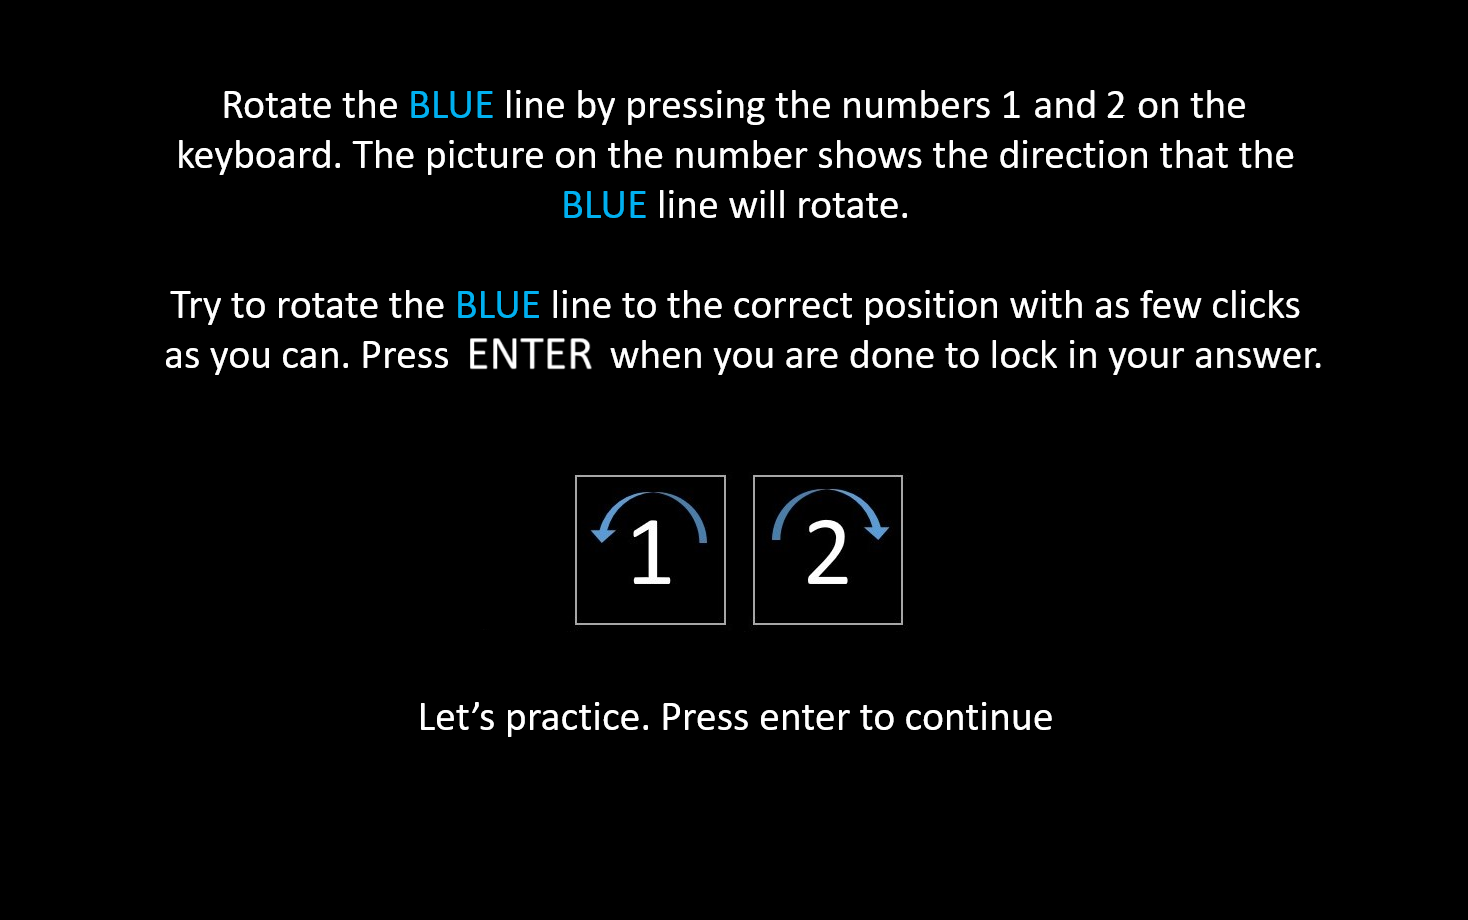 Rotate the BLUE line by pressing the numbers 1 and 2 on the
keyboard. The picture on the number shows the direction that the
BLUE line will rotate.
Try to rotate the BLUE line to the correct position with as few clicks
as you can. Press ENTER when you are done to lock in your answer.
1 2
Let’s practice. Press enter to continue